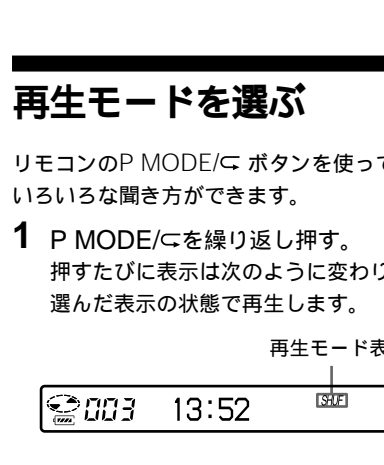 再生モードを選ぶ
リモコンのP MODE/⊂ ボタンを使って
いろいろな聞き方ができます。
1 P MODE/⊂を繰り返し押す。
押すたびに表示は次のように変わり
選んだ表示の状態で再生します。
再生モード表
003 13:52 SHUF